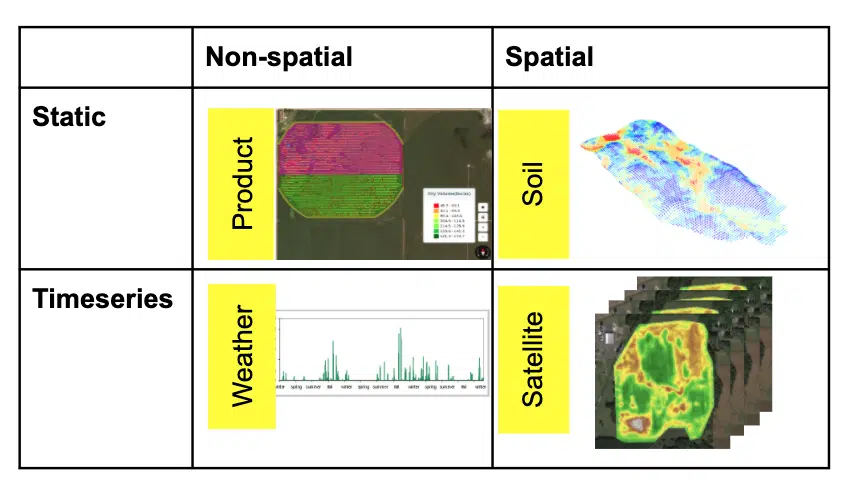 Non-spatial
Spatial
Static
Product
Soil
Timeseries
Weather
spring summer fall winter spring summer fall winter spring summer fall winter
Satellite